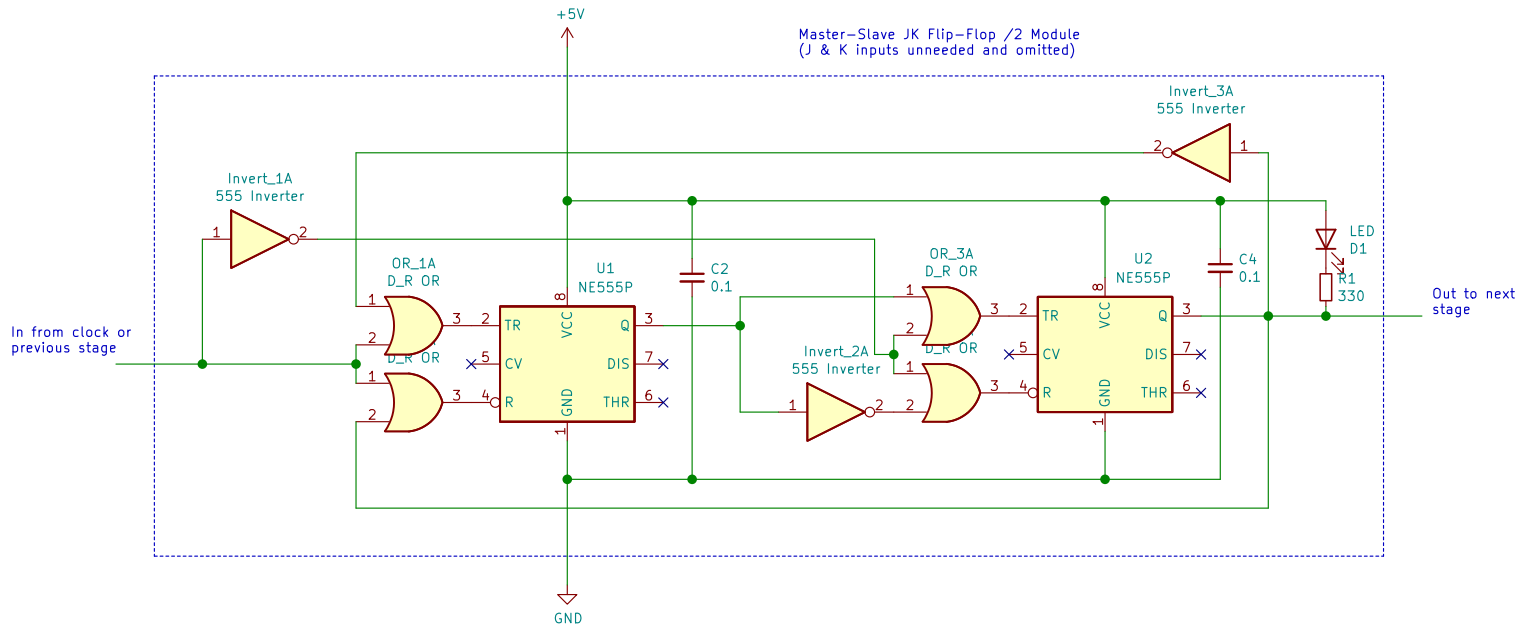 +5V
Master-Slave JK Flip-Flop /2 Module
(J & K inputs unneeded and omitted)
Invert_3A
555 Inverter
2
1
Invert_1A
555 Inverter
1
2
OR_1A
D_R OR
1
2
3
D_R OR
1
2
3
U1
NE555P
2
TR
5
CV
4
R
8
VCC
GND
1
Q
3
DIS
7
THR
6
C2
0.1
Invert_2A
555 Inverter
1
2
OR_3A
D_R OR
1
2
3
D_R OR
1
2
3
U2
NE555P
2
TR
5
CV
4
R
8
VCC
GND
1
Q
3
DIS
7
THR
6
C4
0.1
LED
D1
R1
330
In from clock or
previous stage
Out to next
stage
GND